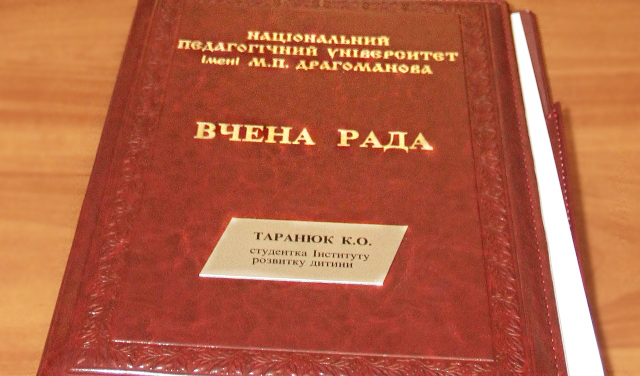 НАЦІОНАЛЬНИЙ
ПЕДАГОГІЧНИЙ УНІВЕРСИТЕТ
імені М.П. ДРАГОМАНОВА
ВЧЕНА РАДА
ТАРАНЮК К.О.
студентка Інституту
розвитку дитини